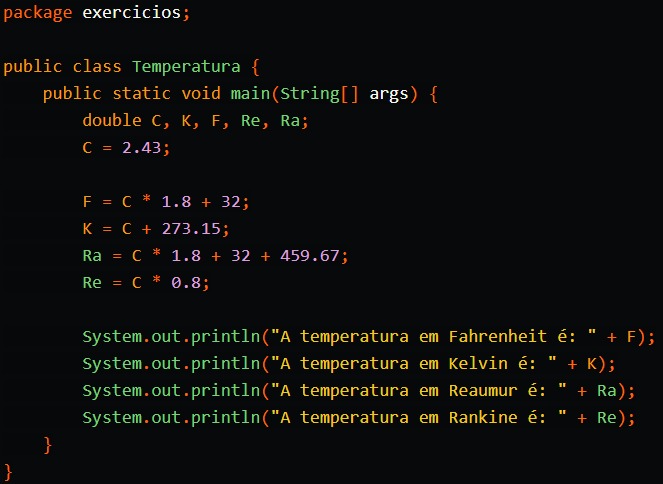 package exercicios;
public class Temperatura {
    public static void main(String[] args) {
        double C, K, F, Re, Ra;
        C = 2.43;
        F = C * 1.8 + 32;
        K = C + 273.15;
        Ra = C * 1.8 + 32 + 459.67;
        Re = C * 0.8;
        System.out.println("A temperatura em Fahrenheit é: " + F);
        System.out.println("A temperatura em Kelvin é: " + K);
        System.out.println("A temperatura em Reaumur é: " + Ra);
        System.out.println("A temperatura em Rankine é: " + Re);
    }
}